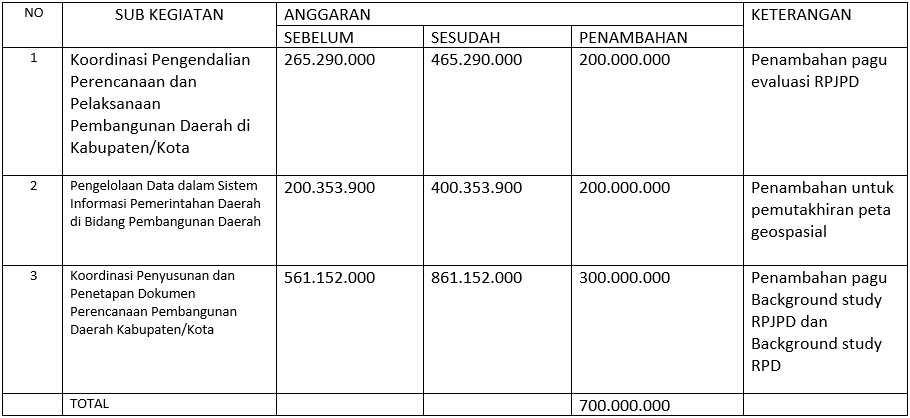 NO SUB KEGIATAN ANGGARAN KETERANGAN
SEBELUM SESUDAH PENAMBAHAN
1 Koordinasi Pengendalian 265.290.000 465.290.000 200.000.000 Penambahan pagu
Perencanaan dan evaluasi RPJPD
Pelaksanaan
Pembangunan Daerah di
Kabupaten/Kota
2 Pengelolaan Data dalam Sistem 200.353.900 400.353.900 200.000.000 Penambahan untuk
Informasi Pemerintahan Daerah pemutakhiran peta
di Bidang Pembangunan Daerah geospasial
3 Koordinasi Penyusunan dan 561.152.000 861.152.000 300.000.000 Penambahan pagu
Penetapan Dokumen Background study
Perencanaan Pembangunan RPJPD dan
Daerah Kabupaten/Kota Background study
RPD
TOTAL 700.000.000